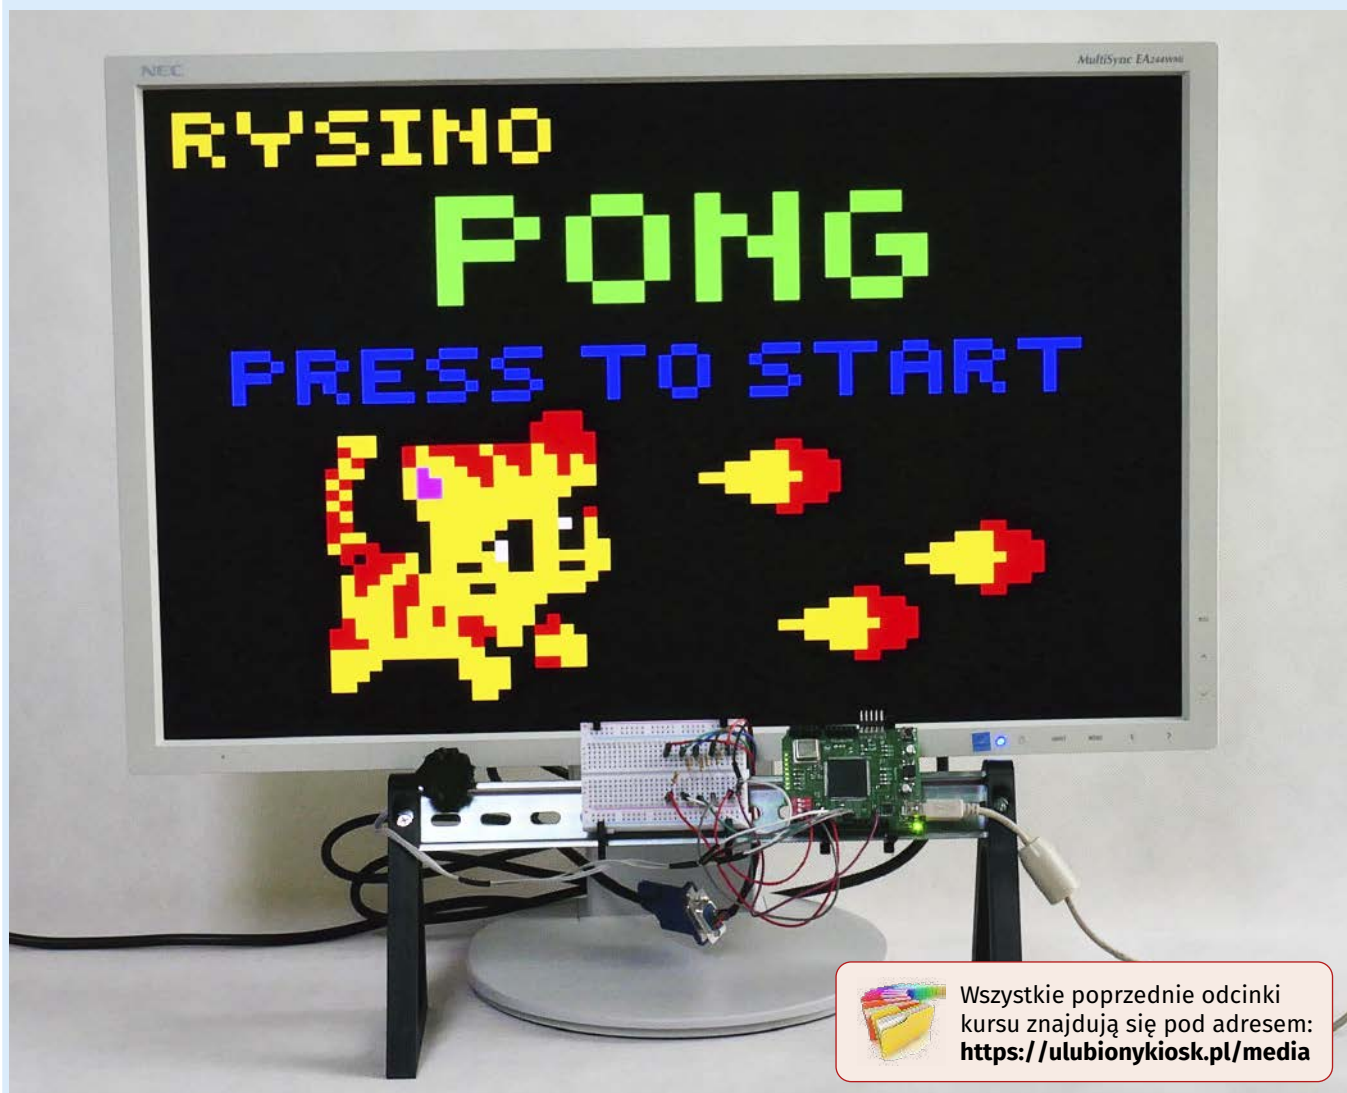 NEC
MultiSync EA244WMi
RYSINO
PONG
PRESS TO START
Wszystkie poprzednie odcinki
kursu znajdują się pod adresem:
https://ulubionykiosk.pl/media